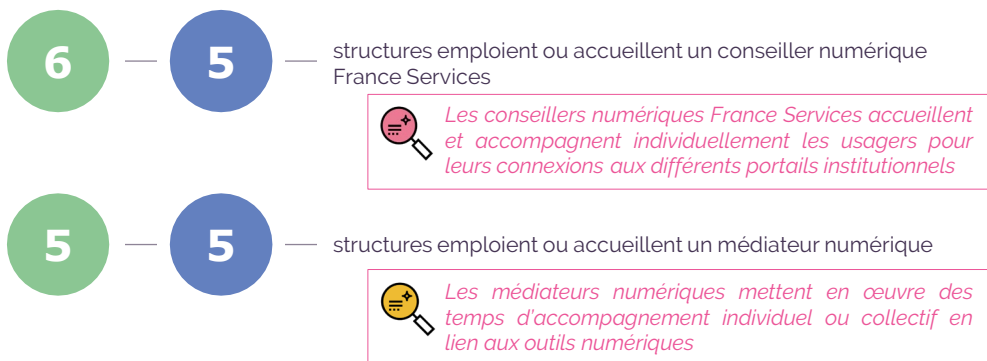 6
5
structures emploient ou accueillent un conseiller numérique
France Services
Les conseillers numériques France Services accueillent
et accompagnent individuellement les usagers pour
leurs connexions aux différents portails institutionnels
5
5
structures emploient ou accueillent un médiateur numérique
Les médiateurs numériques mettent en œuvre des
temps d'accompagnement individuel ou collectif en
lien aux outils numériques